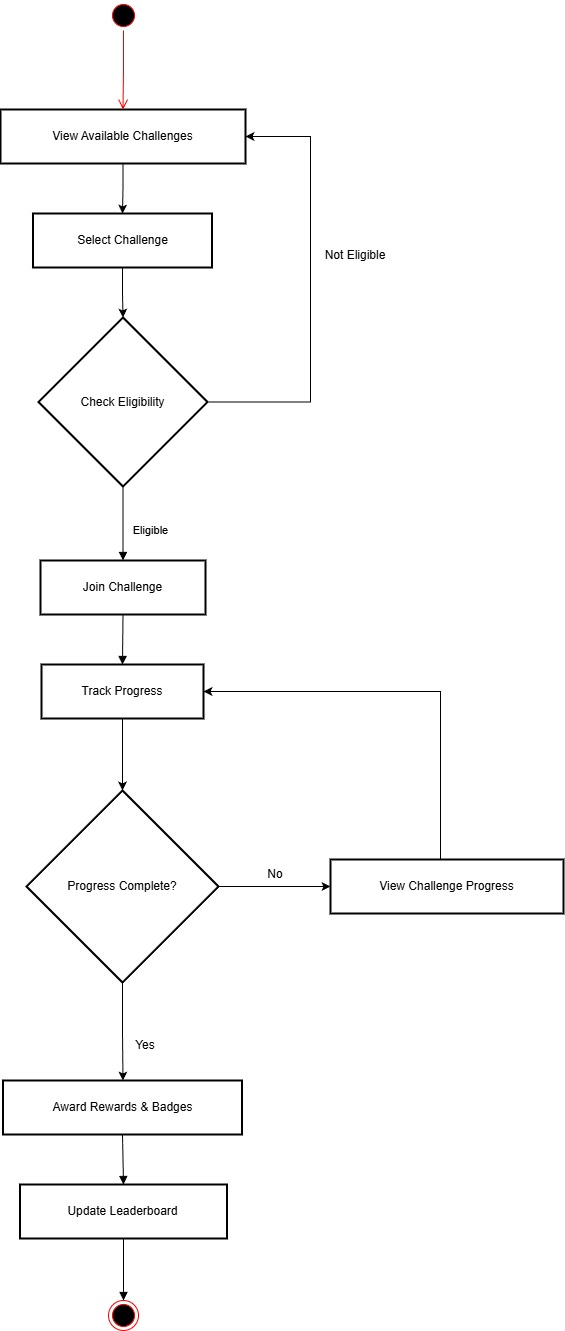 View Available Challenges
Select Challenge
Not Eligible
Check Eligibility
Eligible
Join Challenge
Track Progress
Progress Complete?
No
View Challenge Progress
Yes
Award Rewards & Badges
Update Leaderboard